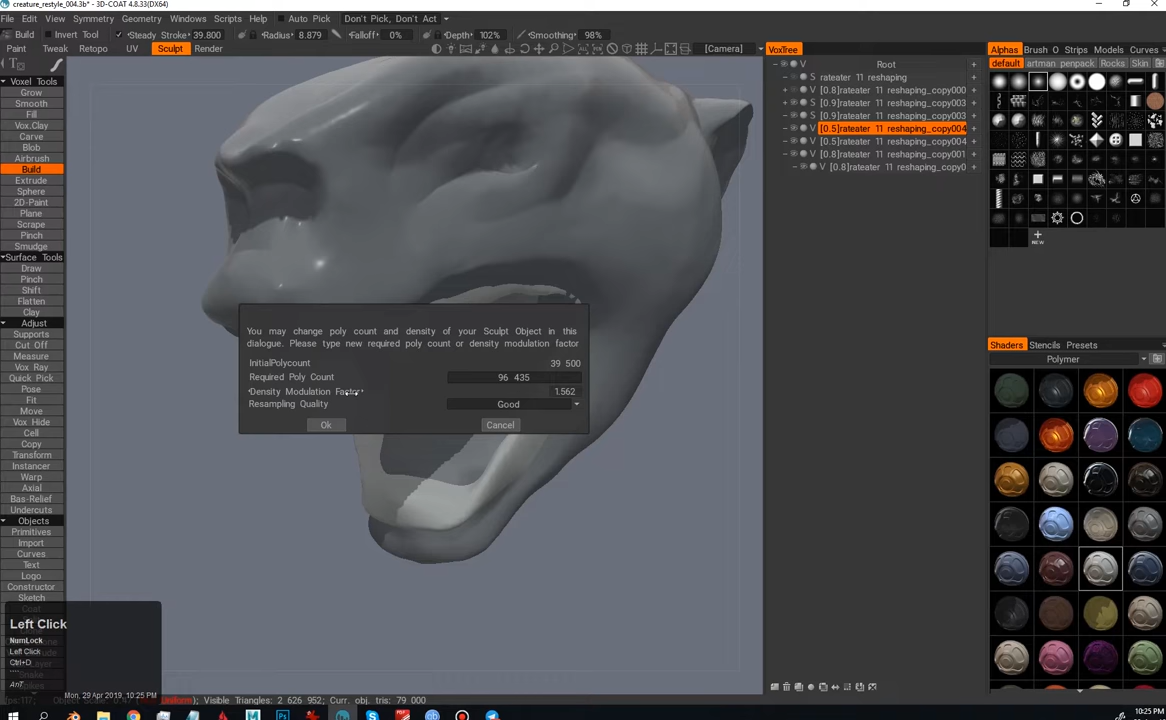 creature_restyle_004.3b* - 3D-COAT 4.8.33(DX64)
File Edit View Symmetry Geometry Windows Scripts Help Auto Pick Don't Pick, Don't Act
Build Invert Tool Steady Stroke 39.800 Radius: 8.879 Falloff: 0% Depth: 102% Smoothing: 98%
Paint Tweak Retopo UV Sculpt Render [Camera]
VoxTree
V Root
S rateater 11 reshaping
V [0.8]rateater 11 reshaping_copy000
S [0.9]rateater 11 reshaping_copy003
S [0.9]rateater 11 reshaping_copy003
V [0.5]rateater 11 reshaping_copy004
V [0.5]rateater 11 reshaping_copy004
V [0.8]rateater 11 reshaping_copy001
V [0.8]rateater 11 reshaping_copy0
Alphas Brush O Strips Models Curves
default artman penpack Rocks Skin
NEW
Shaders Stencils Presets
Polymer
Voxel Tools
Grow
Smooth
Fill
Vox.Clay
Carve
Blob
Airbrush
Build
Extrude
Sphere
2D-Paint
Plane
Scrape
Pinch
Smudge
Surface Tools
Draw
Pinch
Shift
Flatten
Clay
Adjust
Supports
Cut Off
Measure
Vox Ray
Quick Pick
Pose
Fit
Move
Vox Hide
Cell
Copy
Transform
Instancer
Warp
Axial
Bas-Relief
Undercuts
Objects
Primitives
Import
Curves
Text
Logo
Constructor
Sketch
You may change poly count and density of your Sculpt Object in this
dialogue. Please type new required poly count or density modulation factor
InitialPolycount 39 500
Required Poly Count 96 435
Density Modulation Factor 1.562
Resampling Quality Good
Ok Cancel
Left Click
NumLock
Left Click
Ctrl+D
Mon, 29 Apr 2019, 10:25 PM
fps:117; Object Scale: 0.47 Visible Triangles: 2 626 952; Curr. obj. tris: 79 000
10:25 PM